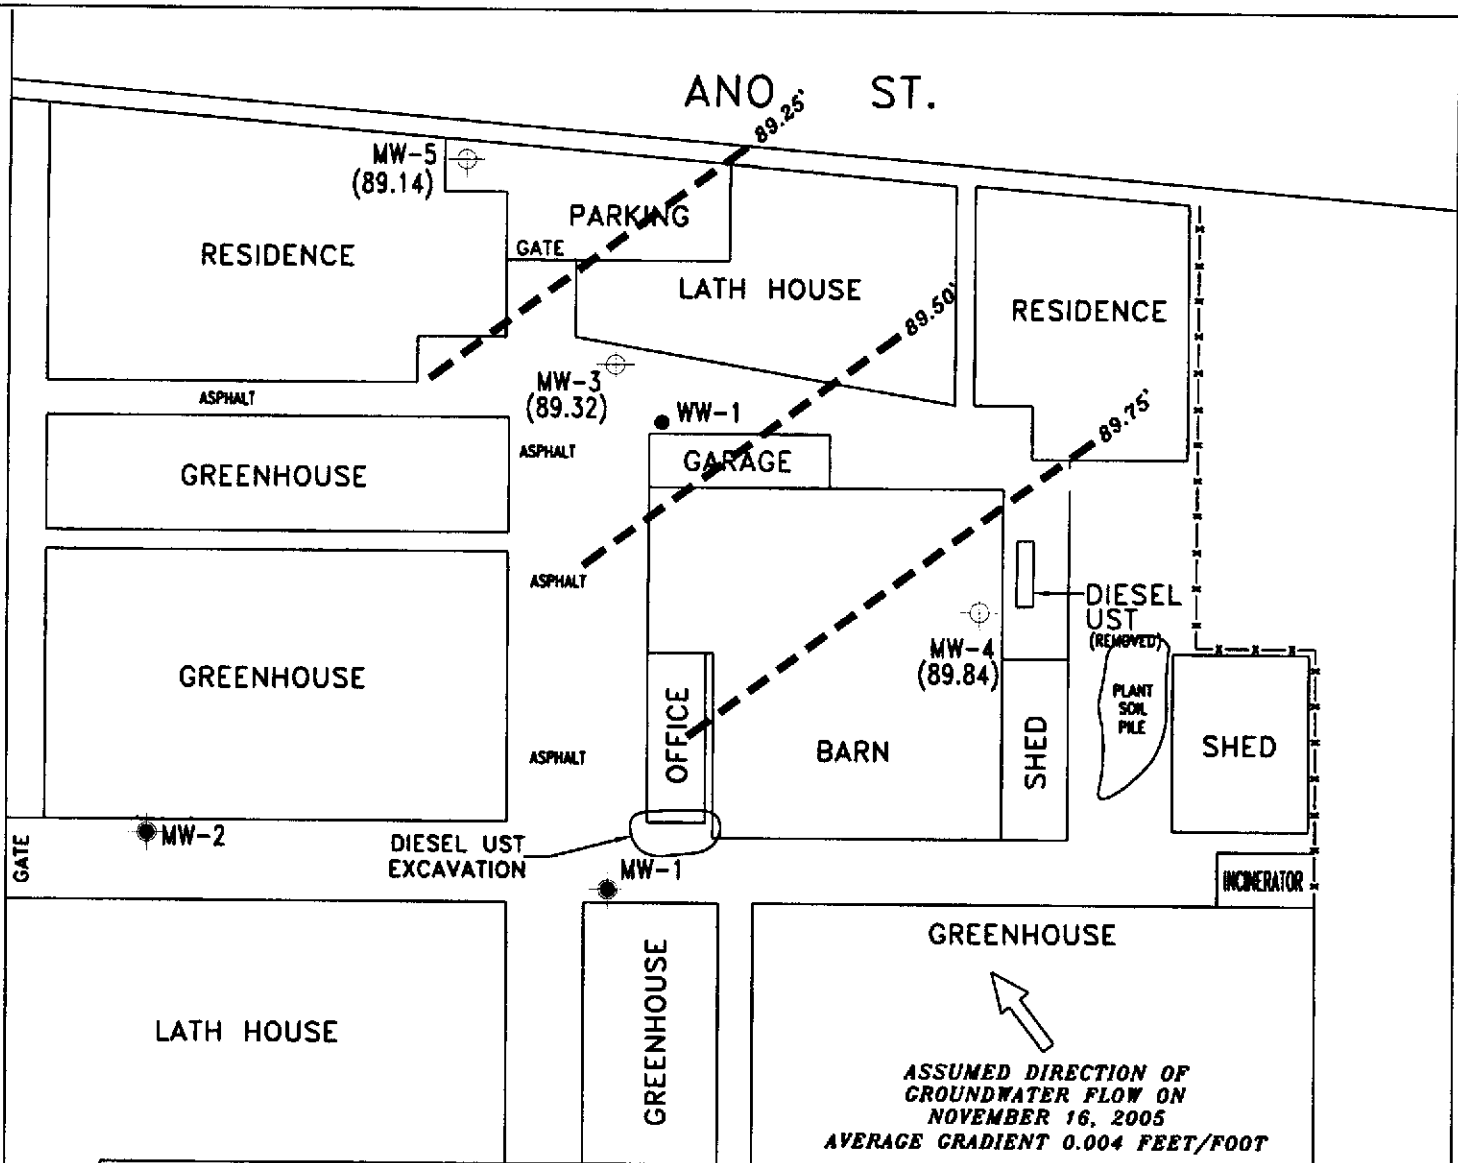 ANO ST.
89.25'
MW-5
(89.14)
PARKING
GATE
RESIDENCE
LATH HOUSE
89.50'
RESIDENCE
MW-3
(89.32)
ASPHALT
WW-1
89.75'
ASPHALT
GARAGE
GREENHOUSE
ASPHALT
DIESEL
UST
(REMOVED)
MW-4
(89.84)
GREENHOUSE
PLANT
SOIL
PILE
OFFICE
BARN
SHED
SHED
ASPHALT
MW-2
DIESEL UST
EXCAVATION
GATE
MW-1
INCINERATOR
GREENHOUSE
LATH HOUSE
GREENHOUSE
ASSUMED DIRECTION OF
GROUNDWATER FLOW ON
NOVEMBER 16, 2005
AVERAGE GRADIENT 0.004 FEET/FOOT